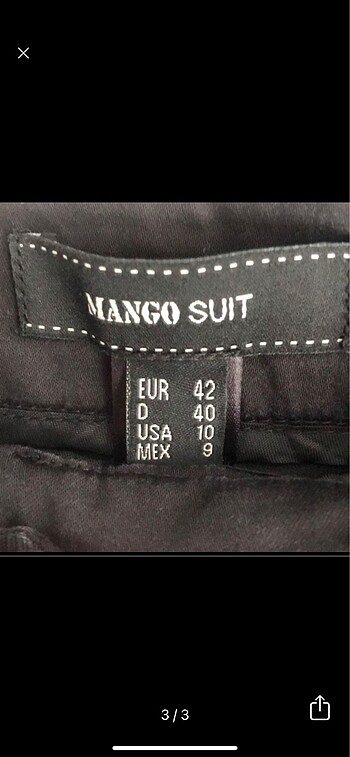 MANGO SUIT
EUR 42
D 40
USA 10
MEX 9
3/3